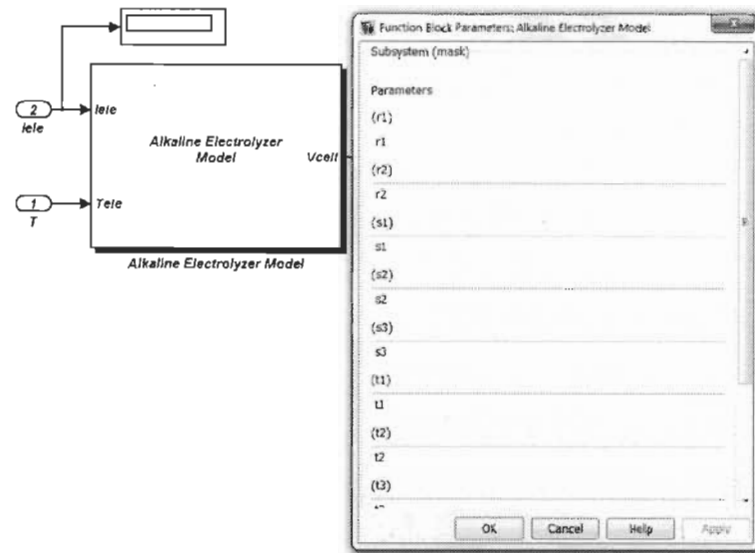 2
Iele
1
T
Iele
Alkaline Electrolyzer
Model
Vcell
Tele
Alkaline Electrolyzer Model
Function Block Parameters: Alkaline Electrolyzer Model
Subsystem (mask)
Parameters
(r1)
r1
(r2)
r2
(s1)
s1
(s2)
s2
(s3)
s3
(t1)
t1
(t2)
t2
(t3)
OK
Cancel
Help
Apply